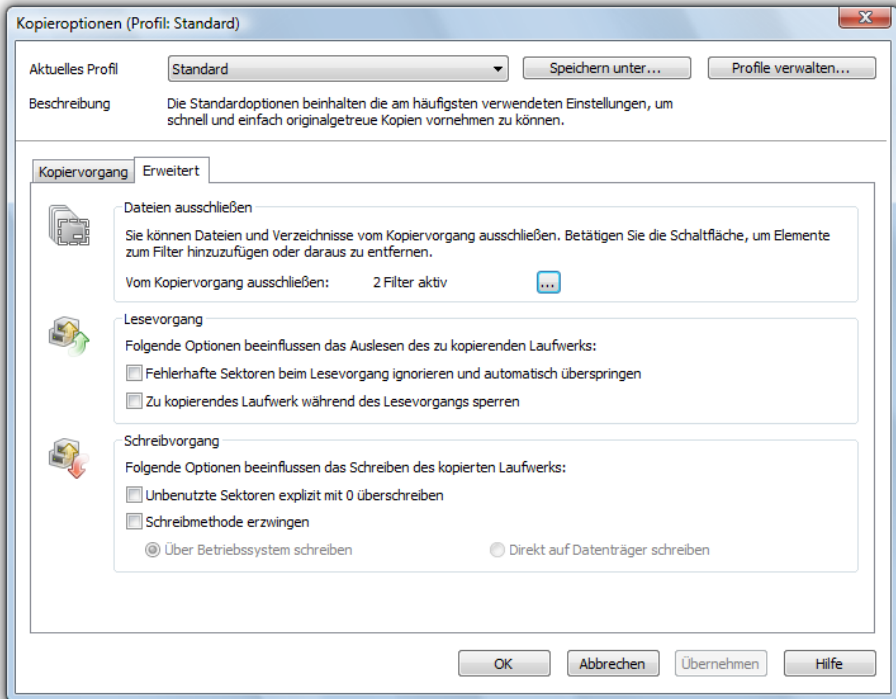 Kopieroptionen (Profil: Standard)
Aktuelles Profil
Standard
Speichern unter...
Profile verwalten...
Beschreibung
Die Standardoptionen beinhalten die am häufigsten verwendeten Einstellungen, um
schnell und einfach originalgetreue Kopien vornehmen zu können.
Kopiervorgang
Erweitert
Dateien ausschließen
Sie können Dateien und Verzeichnisse vom Kopiervorgang ausschließen. Betätigen Sie die Schaltfläche, um Elemente
zum Filter hinzuzufügen oder daraus zu entfernen.
Vom Kopiervorgang ausschließen:
2 Filter aktiv
...
Lesevorgang
Folgende Optionen beeinflussen das Auslesen des zu kopierenden Laufwerks:
Fehlerhafte Sektoren beim Lesevorgang ignorieren und automatisch überspringen
Zu kopierendes Laufwerk während des Lesevorgangs sperren
Schreibvorgang
Folgende Optionen beeinflussen das Schreiben des kopierten Laufwerks:
Unbenutzte Sektoren explizit mit 0 überschreiben
Schreibmethode erzwingen
Über Betriebssystem schreiben
Direkt auf Datenträger schreiben
OK
Abbrechen
Übernehmen
Hilfe